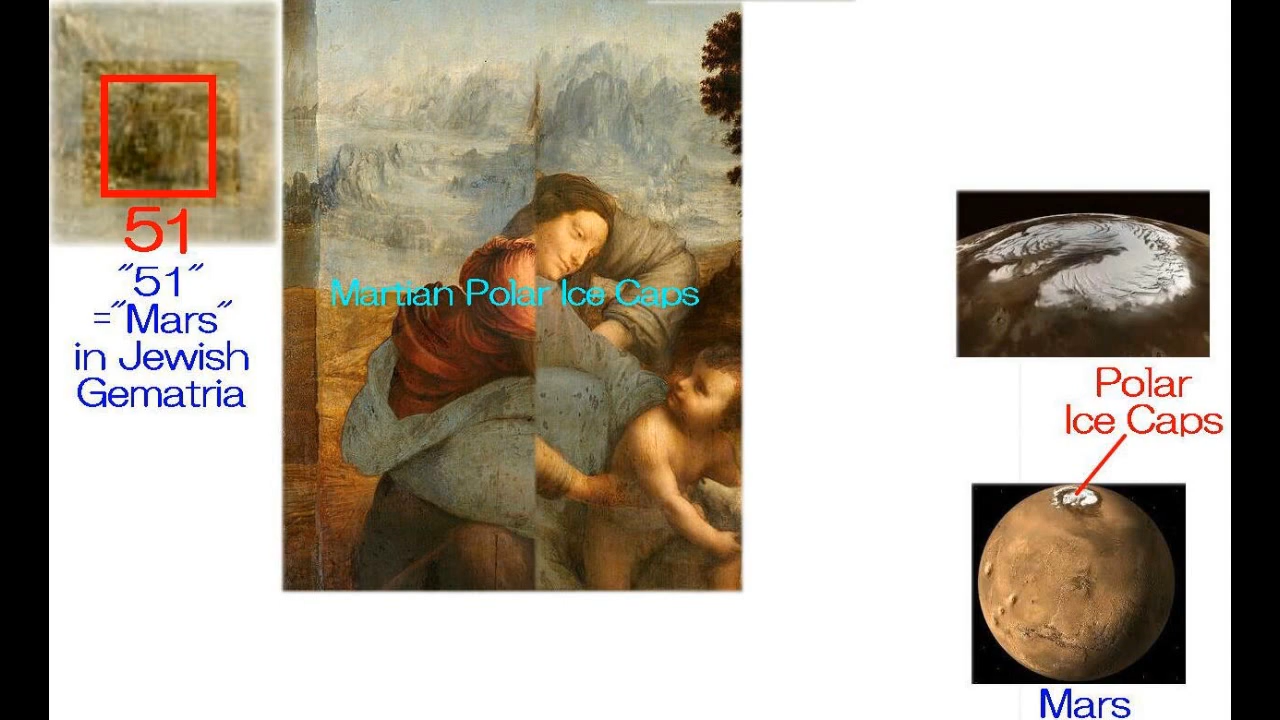 51
"51"
="Mars"
in Jewish
Gematria
Martian Polar Ice Caps
Polar
Ice Caps
Mars